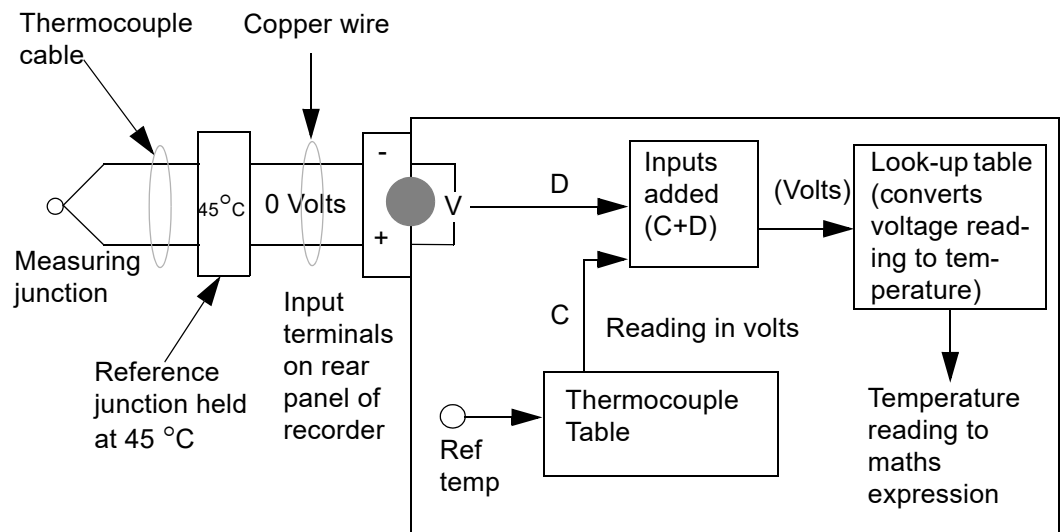 Thermocouple
cable
Copper wire
45°C
0 Volts
-
+
V
D
Inputs
added
(C+D)
(Volts)
Look-up table
(converts
voltage read-
ing to tem-
perature)
Measuring
junction
Reference
junction held
at 45 °C
Input
terminals
on rear
panel of
recorder
C
Reading in volts
Ref
temp
Thermocouple
Table
Temperature
reading to
maths
expression